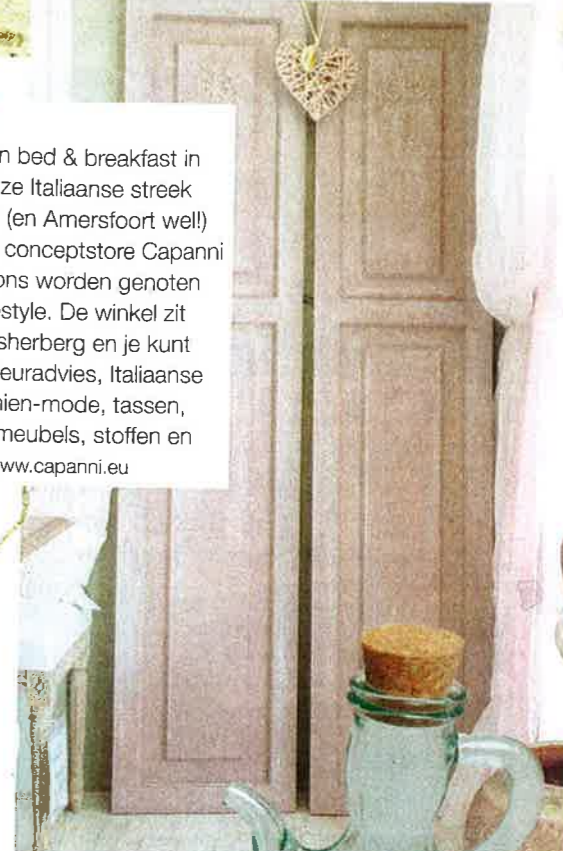 n bed & breakfast in
ze Italiaanse streek
(en Amersfoort wel!)
conceptstore Capanni
ons worden genoten
style. De winkel zit
sherberg en je kunt
euradvies, Italiaanse
ien-mode, tassen,
meubels, stoffen en
ww.capanni.eu